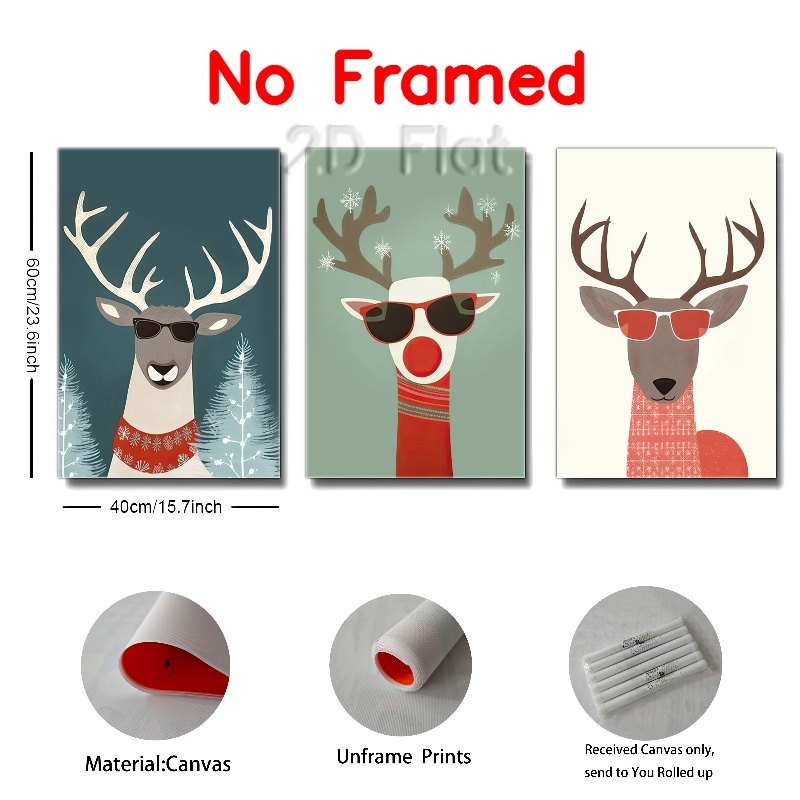 No Framed
2D Flat
60cm/23.6inch
40cm/15.7inch
Material:Canvas
Unframe Prints
Received Canvas only,
send to You Rolled up